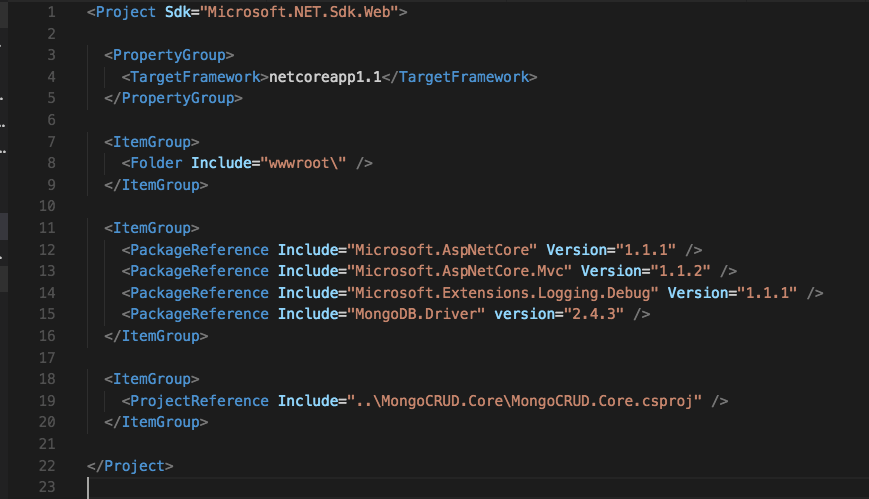 1 <Project Sdk="Microsoft.NET.Sdk.Web">
2
3 <PropertyGroup>
4 <TargetFramework>netcoreapp1.1</TargetFramework>
5 </PropertyGroup>
6
7 <ItemGroup>
8 <Folder Include="wwwroot\" />
9 </ItemGroup>
10
11 <ItemGroup>
12 <PackageReference Include="Microsoft.AspNetCore" Version="1.1.1" />
13 <PackageReference Include="Microsoft.AspNetCore.Mvc" Version="1.1.2" />
14 <PackageReference Include="Microsoft.Extensions.Logging.Debug" Version="1.1.1" />
15 <PackageReference Include="MongoDB.Driver" version="2.4.3" />
16 </ItemGroup>
17
18 <ItemGroup>
19 <ProjectReference Include="..\MongoCRUD.Core\MongoCRUD.Core.csproj" />
20 </ItemGroup>
21
22 </Project>
23